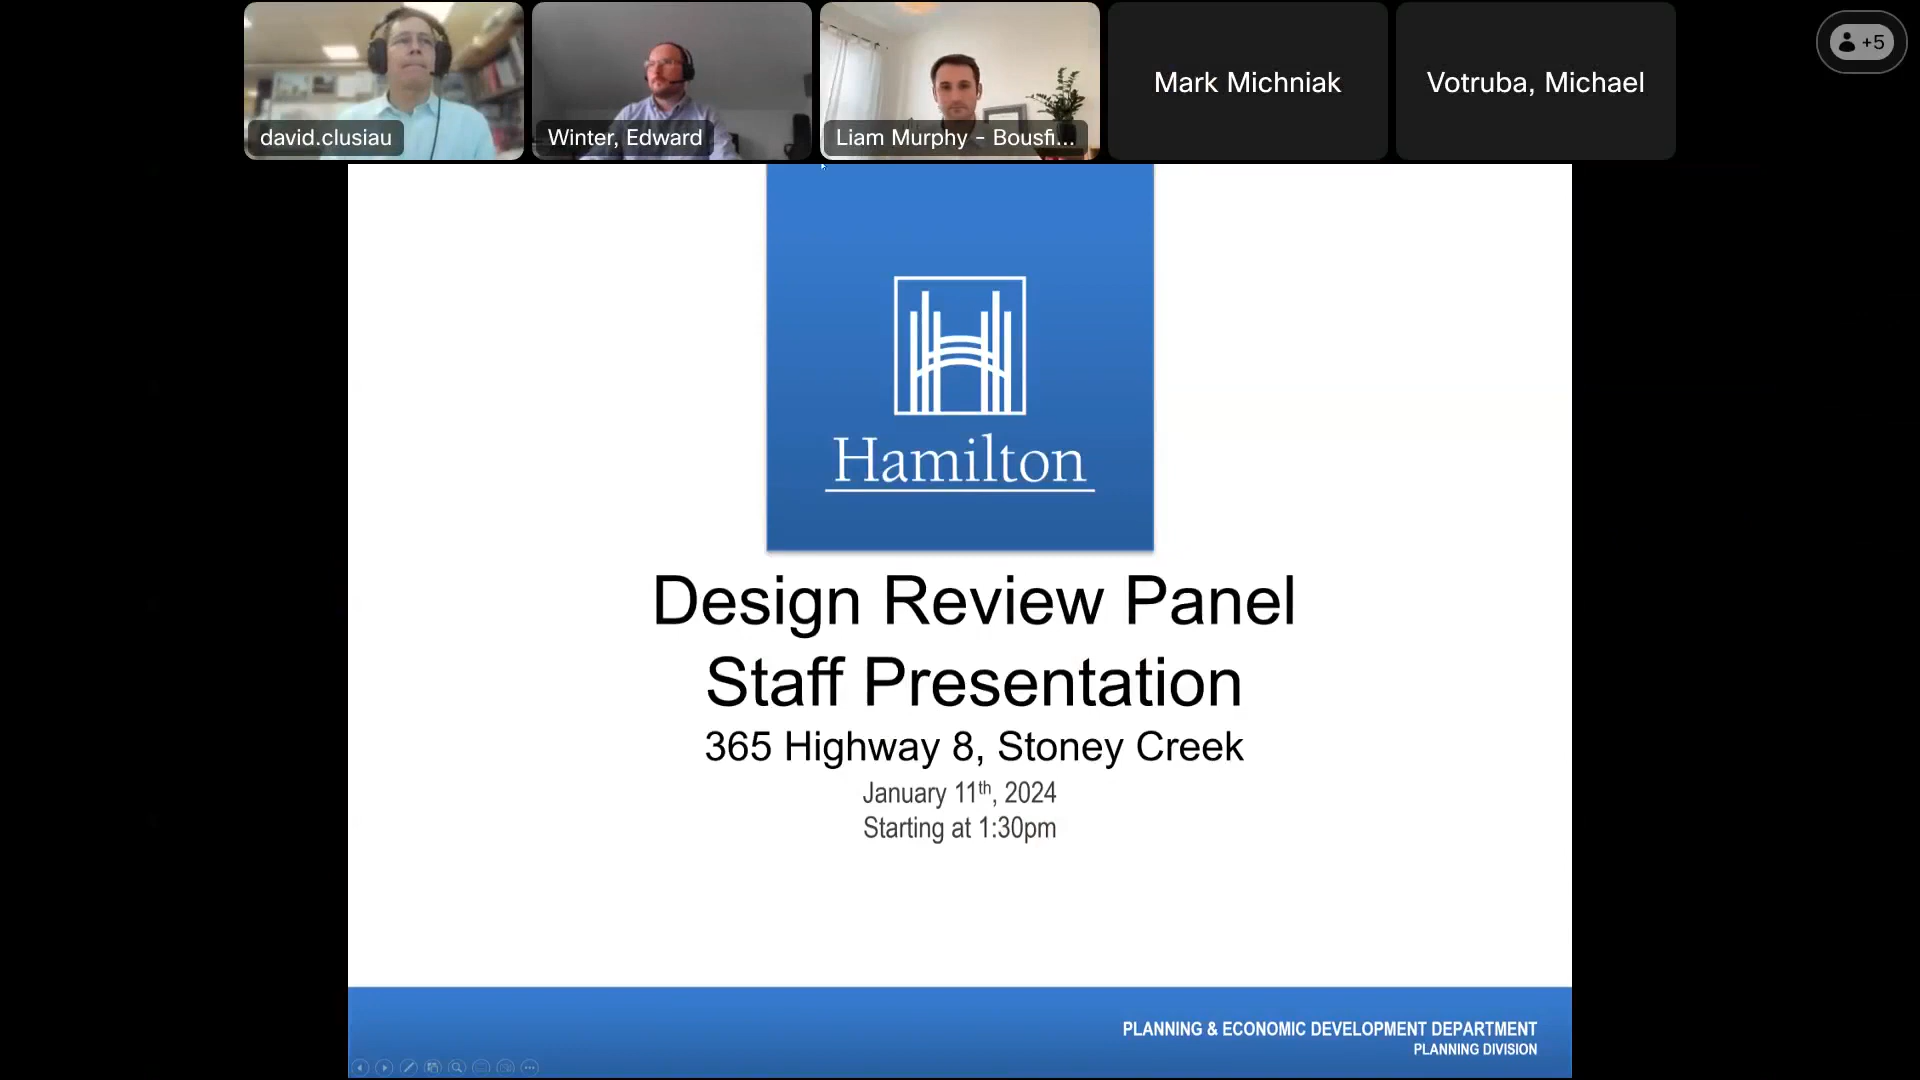 david.clusiau
Winter, Edward
Liam Murphy - Bousfi...
Mark Michniak
Votruba, Michael
+5
Hamilton
Design Review Panel
Staff Presentation
365 Highway 8, Stoney Creek
January 11th, 2024
Starting at 1:30pm
PLANNING & ECONOMIC DEVELOPMENT DEPARTMENT
PLANNING DIVISION